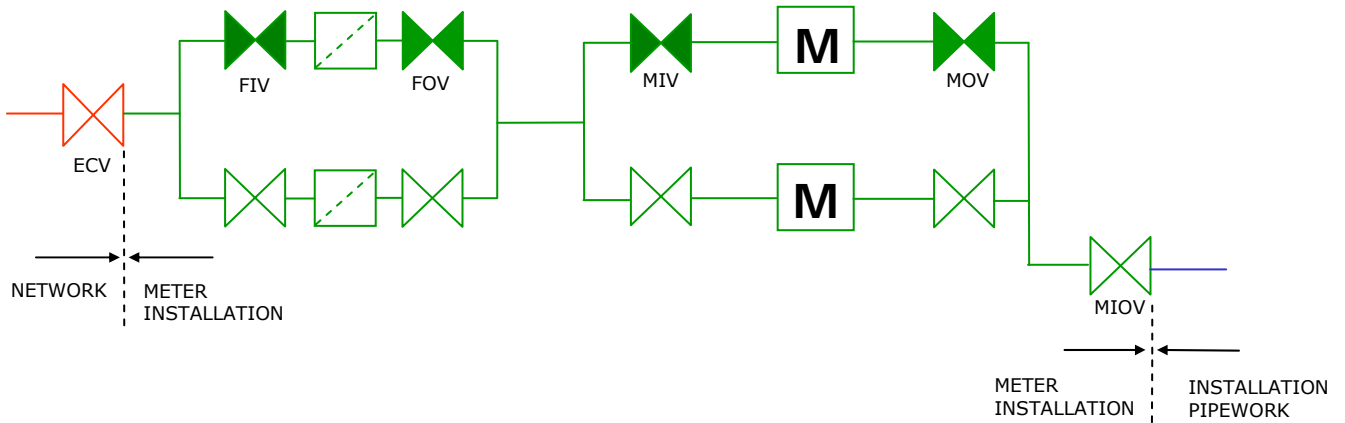 M
FIV
FOV
MIV
MOV
ECV
M
NETWORK
METER
INSTALLATION
MIOV
METER
INSTALLATION
INSTALLATION
PIPEWORK